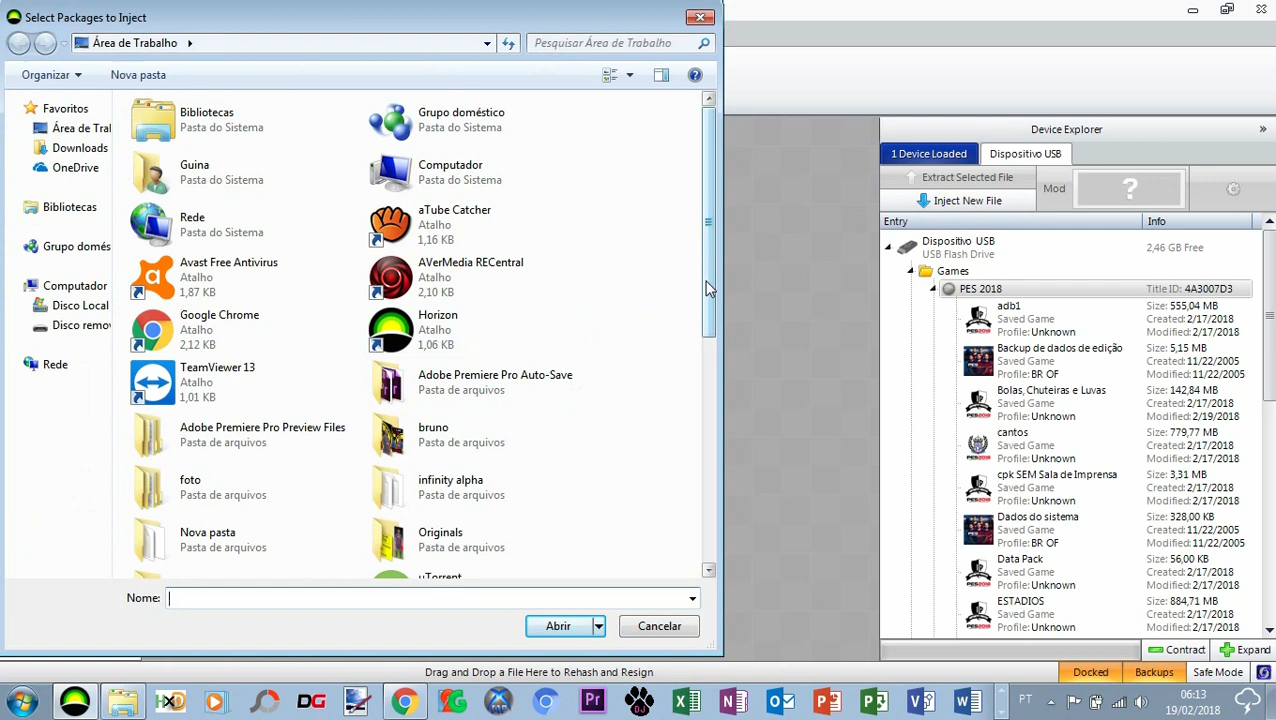 Select Packages to Inject
Área de Trabalho
Pesquisar Área de Trabalho
Organizar
Nova pasta
Favoritos
Área de Tral
Downloads
OneDrive
Bibliotecas
Grupo domés
Computador
Disco Local
Disco remov
Rede
Bibliotecas
Pasta do Sistema
Grupo doméstico
Pasta do Sistema
Guina
Pasta do Sistema
Computador
Pasta do Sistema
Rede
Pasta do Sistema
aTube Catcher
Atalho
1,16 KB
Avast Free Antivirus
Atalho
1,87 KB
AVerMedia RECentral
Atalho
2,10 KB
Google Chrome
Atalho
2,12 KB
Horizon
Atalho
1,06 KB
TeamViewer 13
Atalho
1,01 KB
Adobe Premiere Pro Auto-Save
Pasta de arquivos
Adobe Premiere Pro Preview Files
Pasta de arquivos
bruno
Pasta de arquivos
foto
Pasta de arquivos
infinity alpha
Pasta de arquivos
Nova pasta
Pasta de arquivos
Originals
Pasta de arquivos
uTorrent
Nome:
Abrir
Cancelar
Device Explorer
1 Device Loaded
Dispositivo USB
Extract Selected File
Inject New File
Mod
?
Entry
Info
Dispositivo USB
USB Flash Drive
2,46 GB Free
Games
PES 2018
Title ID: 4A3007D3
adb1
Saved Game
Profile: Unknown
Size: 555,04 MB
Created: 2/17/2018
Modified: 2/17/2018
Backup de dados de edição
Saved Game
Profile: BR OF
Size: 5,15 MB
Created: 11/22/2005
Modified: 11/22/2005
Bolas, Chuteiras e Luvas
Saved Game
Profile: Unknown
Size: 142,84 MB
Created: 2/17/2018
Modified: 2/19/2018
cantos
Saved Game
Profile: Unknown
Size: 779,77 MB
Created: 2/17/2018
Modified: 2/17/2018
cpk SEM Sala de Imprensa
Saved Game
Profile: Unknown
Size: 3,31 MB
Created: 2/17/2018
Modified: 2/17/2018
Dados do sistema
Saved Game
Profile: BR OF
Size: 328,00 KB
Created: 11/22/2005
Modified: 11/22/2005
Data Pack
Saved Game
Profile: Unknown
Size: 56,00 KB
Created: 2/17/2018
Modified: 2/17/2018
ESTADIOS
Saved Game
Profile: Unknown
Size: 884,71 MB
Created: 2/17/2018
Modified: 2/17/2018
Contract
Expand
Drag and Drop a File Here to Rehash and Resign
Docked
Backups
Safe Mode
HXD
DG
Pr
DJ
PT
06:13
19/02/2018